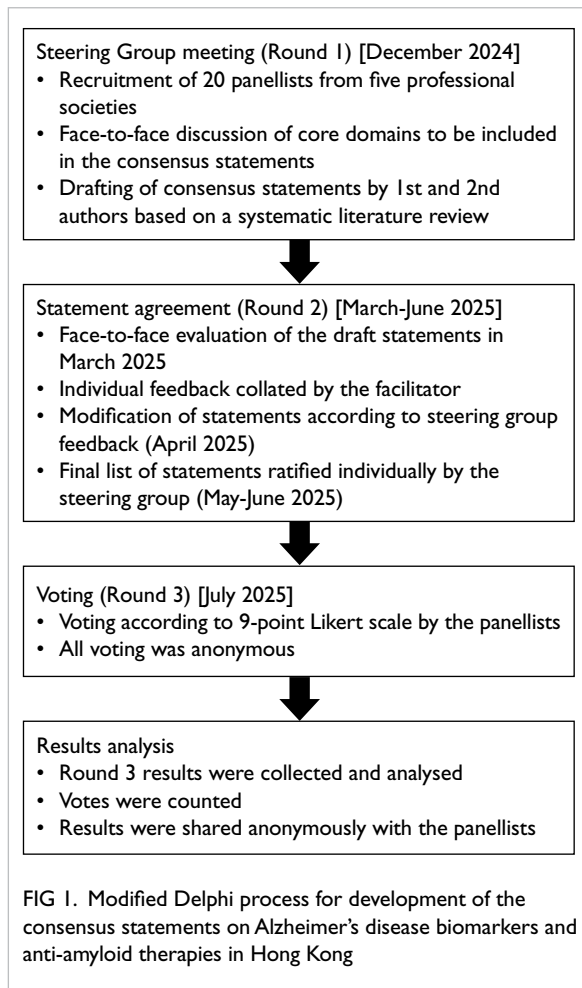 Steering Group meeting (Round 1) [December 2024]
• Recruitment of 20 panellists from five professional
societies
• Face-to-face discussion of core domains to be included
in the consensus statements
• Drafting of consensus statements by 1st and 2nd
authors based on a systematic literature review
Statement agreement (Round 2) [March-June 2025]
• Face-to-face evaluation of the draft statements in
March 2025
• Individual feedback collated by the facilitator
• Modification of statements according to steering group
feedback (April 2025)
• Final list of statements ratified individually by the
steering group (May-June 2025)
Voting (Round 3) [July 2025]
• Voting according to 9-point Likert scale by the panellists
• All voting was anonymous
Results analysis
• Round 3 results were collected and analysed
• Votes were counted
• Results were shared anonymously with the panellists
FIG 1. Modified Delphi process for development of the
consensus statements on Alzheimer's disease biomarkers and
anti-amyloid therapies in Hong Kong